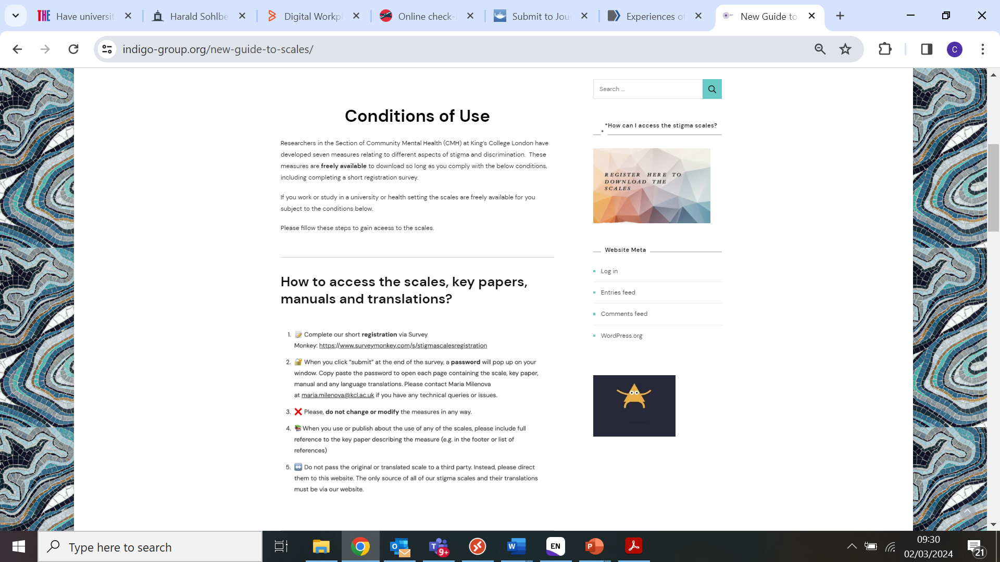 THE Have universit
Harald Sohlbe
Digital Workpl
Online check-i
Submit to Jou
Experiences of
New Guide to
indigo-group.org/new-guide-to-scales/
C
Conditions of Use
Researchers in the Section of Community Mental Health (CMH) at King's College London have
developed seven measures relating to different aspects of stigma and discrimination.  These
measures are freely available to download so long as you comply with the below conditions,
including completing a short registration survey.
If you work or study in a university or health setting the scales are freely available for you
subject to the conditions below.
Please fillow these steps to gain aceess to the scales.
How to access the scales, key papers,
manuals and translations?
1. 📝 Complete our short registration via Survey
Monkey: https://www.surveymonkey.com/s/stigmascalesregistration
2. 🔐 When you click “submit” at the end of the survey, a password will pop up on your
window. Copy paste the password to open each page containing the scale, key paper,
manual and any language translations. Please contact Maria Milenova
at maria.milenova@kcl.ac.uk if you have any technical queries or issues.
3. ❌ Please, do not change or modify the measures in any way.
4. 📚When you use or publish about the use of any of the scales, please include full
reference to the key paper describing the measure (e.g. in the footer or list of
references)
5. ↔️ Do not pass the original or translated scale to a third party. Instead, please direct
them to this website. The only source of all of our stigma scales and their translations
must be via our website.
Search …
*How can I access the stigma scales?
*
REGISTER HERE TO
DOWNLOAD THE
SCALES
Website Meta
Log in
Entries feed
Comments feed
WordPress.org
Type here to search
O
T
9+
W
EN
P
09:30
02/03/2024
21